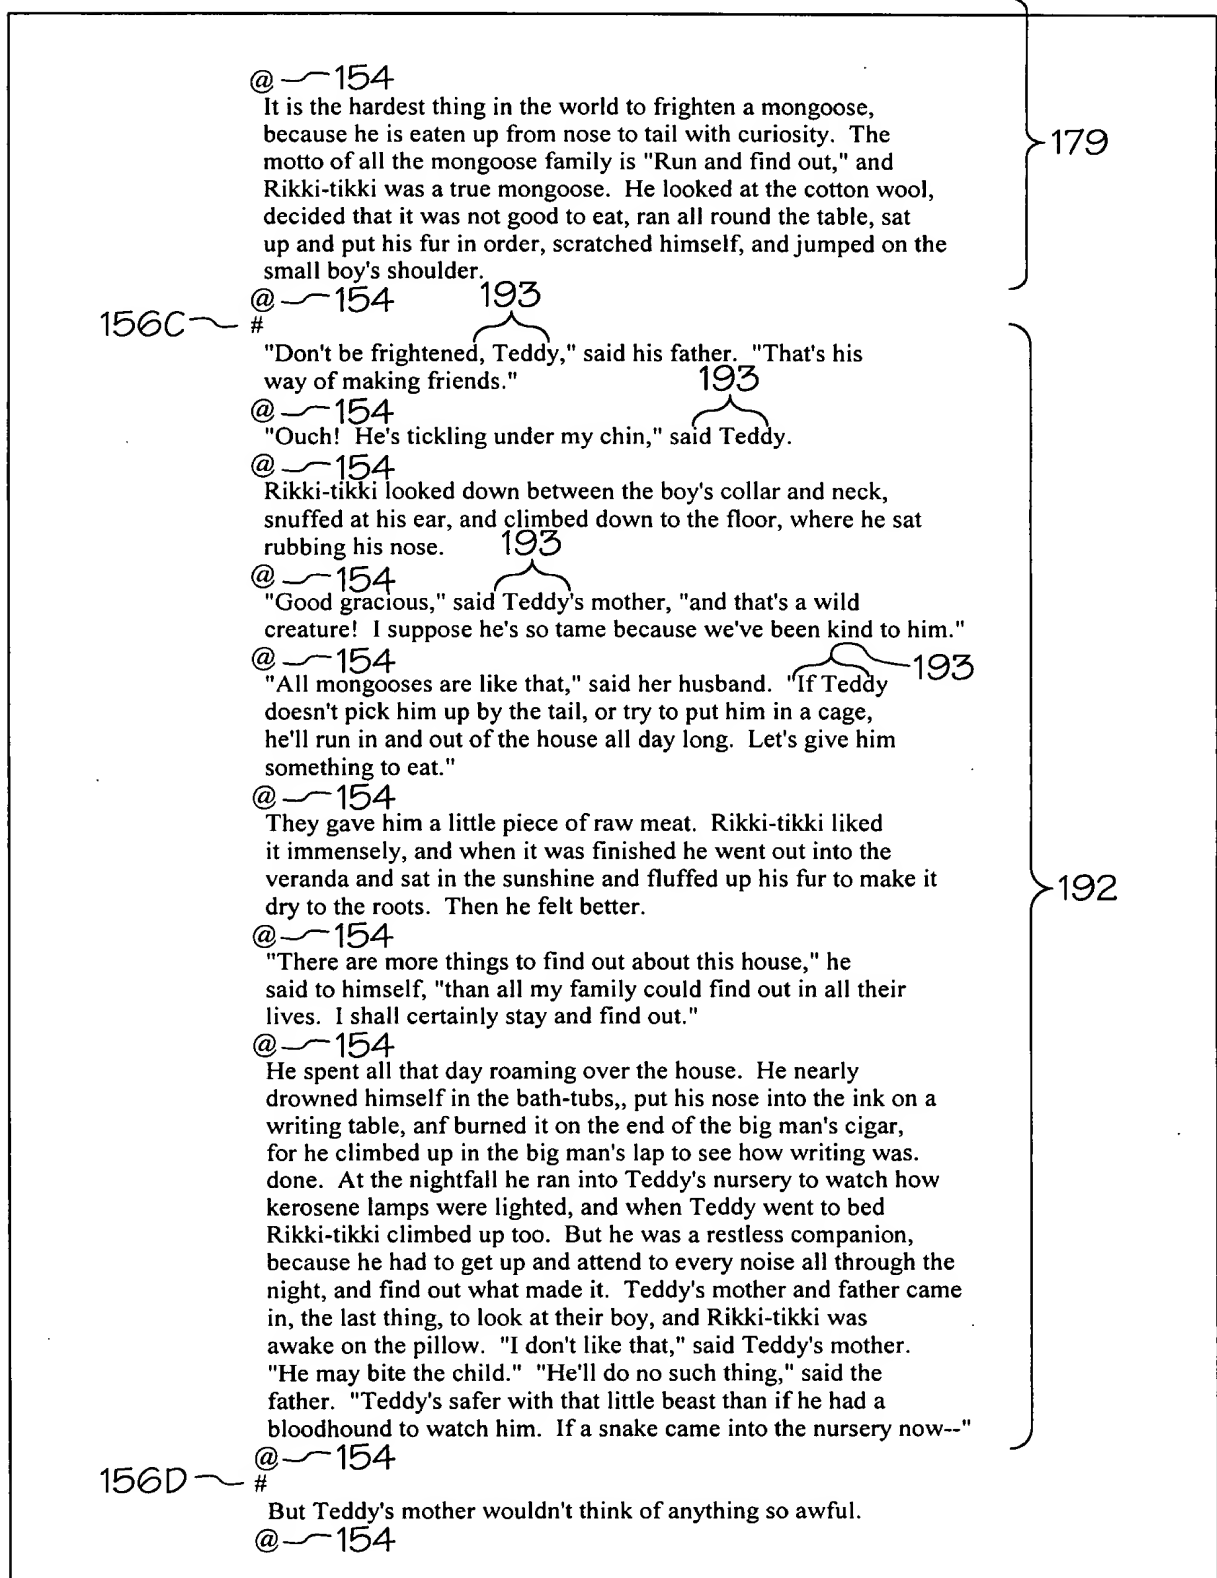 @ 154
It is the hardest thing in the world to frighten a mongoose,
because he is eaten up from nose to tail with curiosity. The
motto of all the mongoose family is "Run and find out," and
179
Rikki-tikki was a true mongoose. He looked at the cotton wool,
decided that it was not good to eat, ran all round the table, sat
up and put his fur in order, scratched himself, and jumped on the
small boy's shoulder.
@ 154 193
156C #
"Don't be frightened, Teddy," said his father. "That's his
way of making friends." 193
@ 154
"Ouch! He's tickling under my chin," said Teddy.
@ 154
Rikki-tikki looked down between the boy's collar and neck,
snuffed at his ear, and climbed down to the floor, where he sat
rubbing his nose. 193
@ 154
"Good gracious," said Teddy's mother, "and that's a wild
creature! I suppose he's so tame because we've been kind to him."
@ 154 193
"All mongooses are like that," said her husband. "If Teddy
doesn't pick him up by the tail, or try to put him in a cage,
he'll run in and out of the house all day long. Let's give him
something to eat."
@ 154
They gave him a little piece of raw meat. Rikki-tikki liked
it immensely, and when it was finished he went out into the
veranda and sat in the sunshine and fluffed up his fur to make it
192
dry to the roots. Then he felt better.
@ 154
"There are more things to find out about this house," he
said to himself, "than all my family could find out in all their
lives. I shall certainly stay and find out."
@ 154
He spent all that day roaming over the house. He nearly
drowned himself in the bath-tubs,, put his nose into the ink on a
writing table, anf burned it on the end of the big man's cigar,
for he climbed up in the big man's lap to see how writing was.
done. At the nightfall he ran into Teddy's nursery to watch how
kerosene lamps were lighted, and when Teddy went to bed
Rikki-tikki climbed up too. But he was a restless companion,
because he had to get up and attend to every noise all through the
night, and find out what made it. Teddy's mother and father came
in, the last thing, to look at their boy, and Rikki-tikki was
awake on the pillow. "I don't like that," said Teddy's mother.
"He may bite the child." "He'll do no such thing," said the
father. "Teddy's safer with that little beast than if he had a
bloodhound to watch him. If a snake came into the nursery now--"
@ 154
156D #
But Teddy's mother wouldn't think of anything so awful.
@ 154